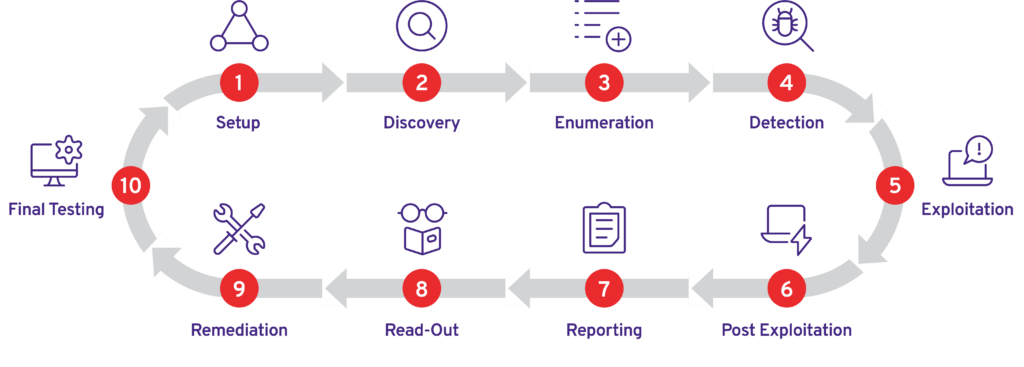 1
Setup
2
Discovery
3
Enumeration
4
Detection
5
Exploitation
6
Post Exploitation
7
Reporting
8
Read-Out
9
Remediation
10
Final Testing